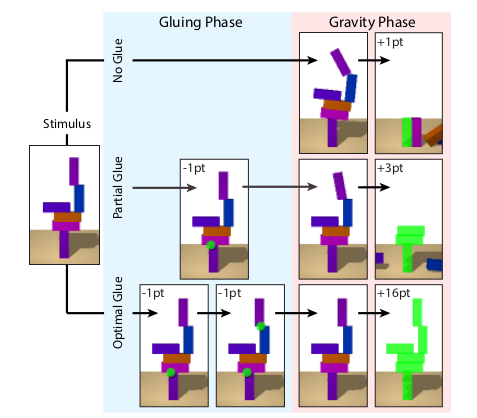 Gluing Phase
Gravity Phase
No Glue
+1pt
Stimulus
Partial Glue
-1pt
+3pt
Optimal Glue
-1pt
-1pt
+16pt